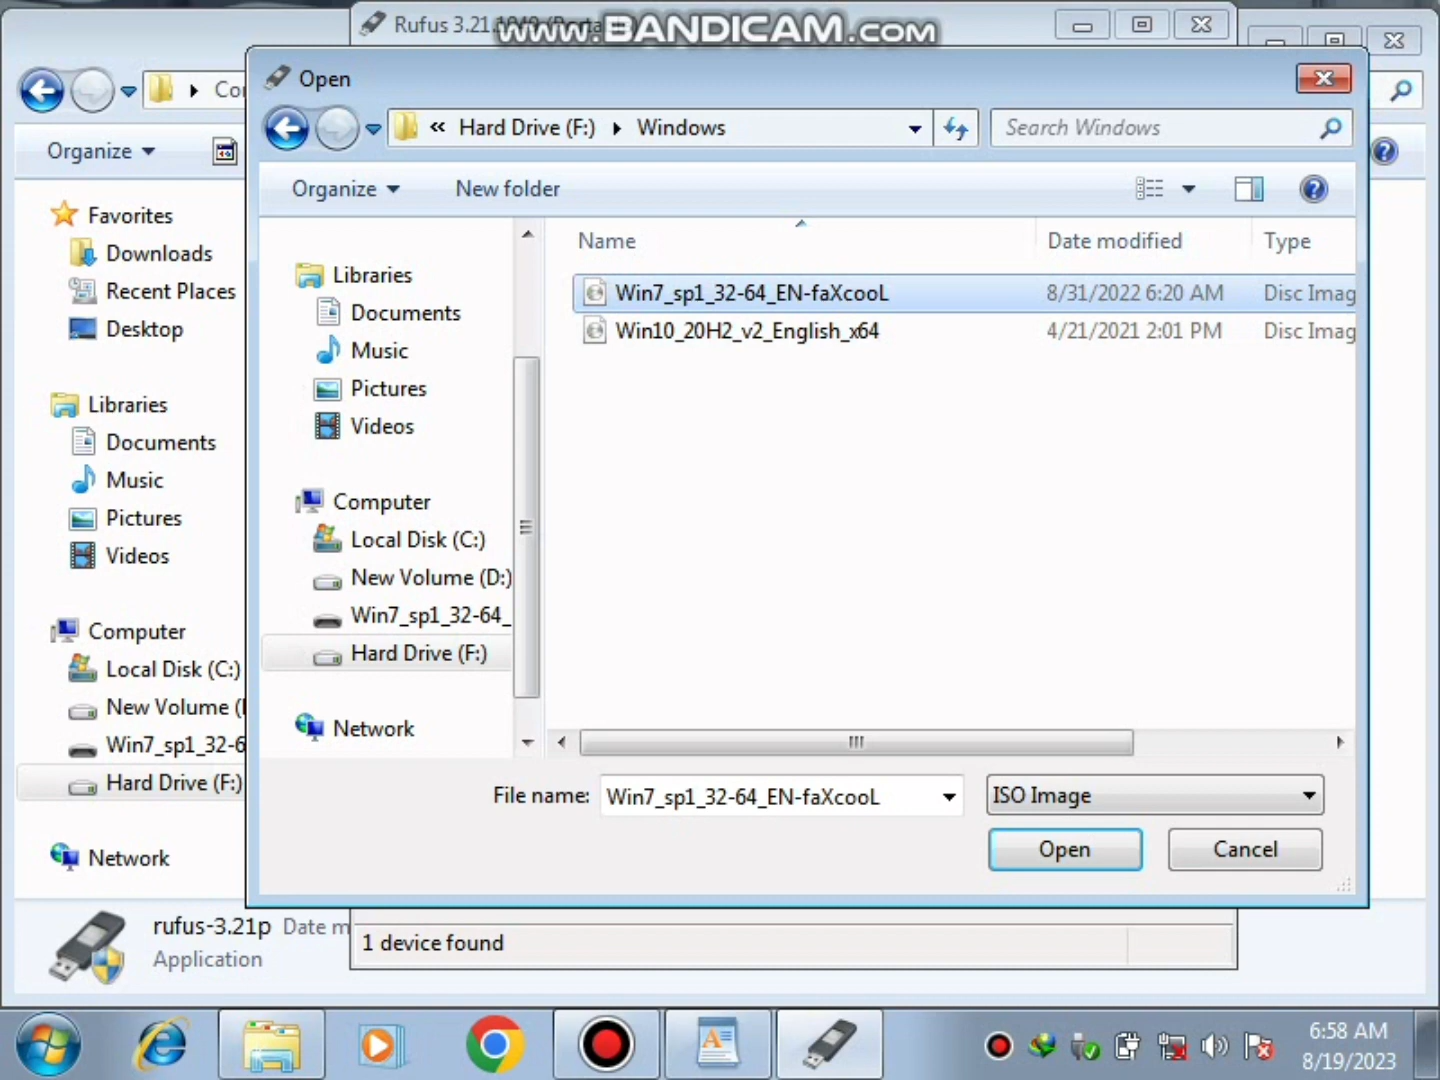 Rufus 3.21
www.BANDICAM.com
Open
« Hard Drive (F:) Windows
Search Windows
Organize
New folder
Organize
Favorites
Downloads
Recent Places
Desktop
Libraries
Documents
Music
Pictures
Videos
Computer
Local Disk (C:)
New Volume (
Win7_sp1_32-6
Hard Drive (F:)
Network
Libraries
Documents
Music
Pictures
Videos
Computer
Local Disk (C:)
New Volume (D:)
Win7_sp1_32-64_
Hard Drive (F:)
Network
Name Date modified Type
Win7_sp1_32-64_EN-faXcooL 8/31/2022 6:20 AM Disc Imag
Win10_20H2_v2_English_x64 4/21/2021 2:01 PM Disc Imag
File name: Win7_sp1_32-64_EN-faXcooL ISO Image
Open Cancel
rufus-3.21p Date m
Application
1 device found
6:58 AM
8/19/2023